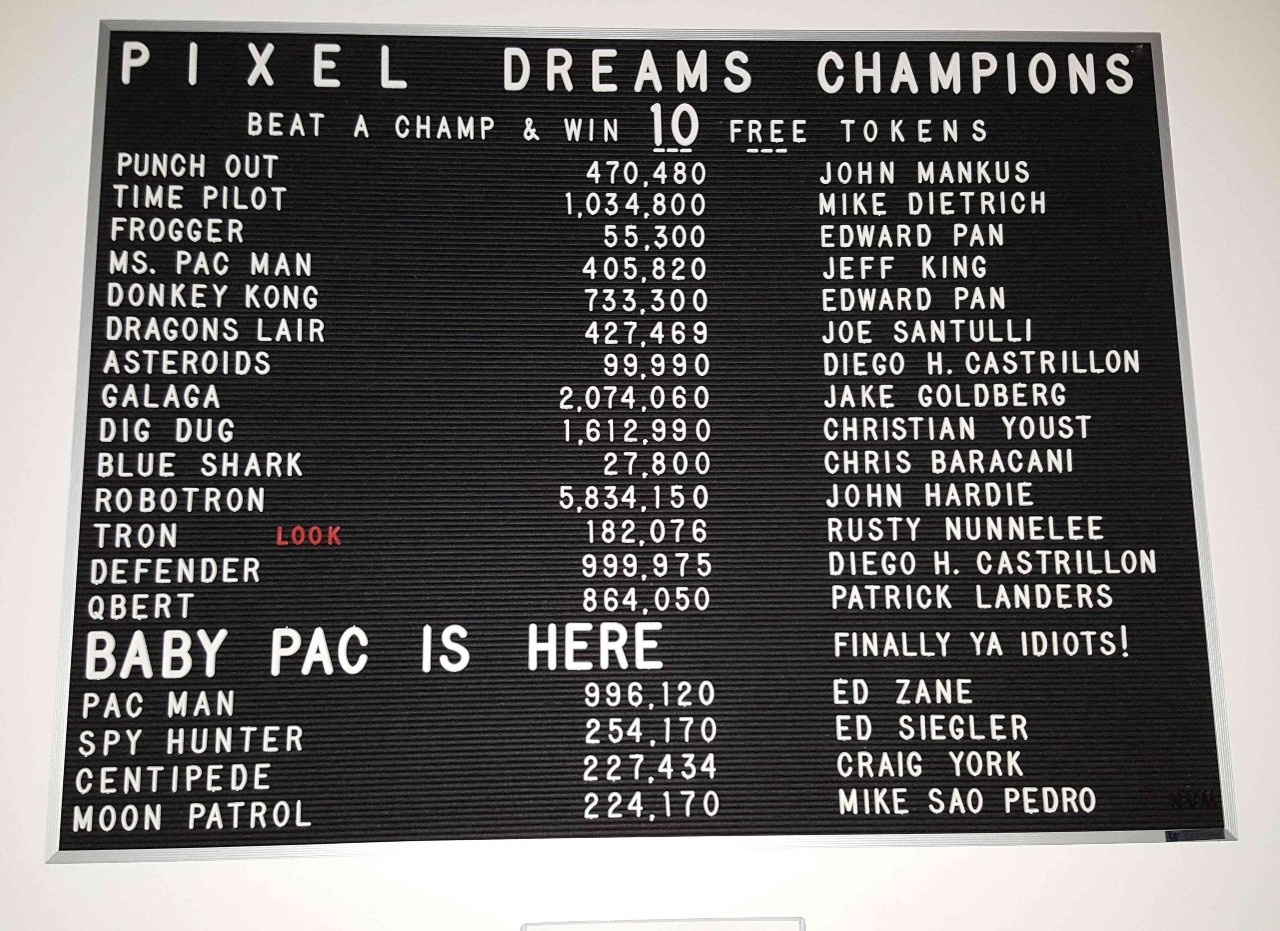 PIXEL DREAMS CHAMPIONS
BEAT A CHAMP & WIN 10 FREE TOKENS
PUNCH OUT 470,480 JOHN MANKUS
TIME PILOT 1,034,800 MIKE DIETRICH
FROGGER 55,300 EDWARD PAN
MS. PAC MAN 405,820 JEFF KING
DONKEY KONG 733,300 EDWARD PAN
DRAGONS LAIR 427,469 JOE SANTULLI
ASTEROIDS 99,990 DIEGO H. CASTRILLON
GALAGA 2,074,060 JAKE GOLDBERG
DIG DUG 1,612,990 CHRISTIAN YOUST
BLUE SHARK 27,800 CHRIS BARACANI
ROBOTRON 5,834,150 JOHN HARDIE
TRON LOOK 182,076 RUSTY NUNNELEE
DEFENDER 999,975 DIEGO H. CASTRILLON
QBERT 864,050 PATRICK LANDERS
BABY PAC IS HERE FINALLY YA IDIOTS!
PAC MAN 996,120 ED ZANE
SPY HUNTER 254,170 ED SIEGLER
CENTIPEDE 227,434 CRAIG YORK
MOON PATROL 224,170 MIKE SAO PEDRO